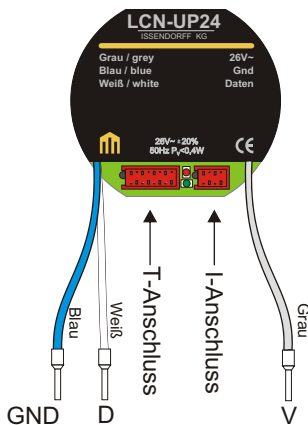 LCN-UP24
ISSENDORFF KG
Grau / grey 26V~
Blau / blue Gnd
Weiß / white Daten
26V~ ±20%
50Hz Pv<0,4W
CE
Blau
Weiß
T-Anschluss
I-Anschluss
Grau
GND D V